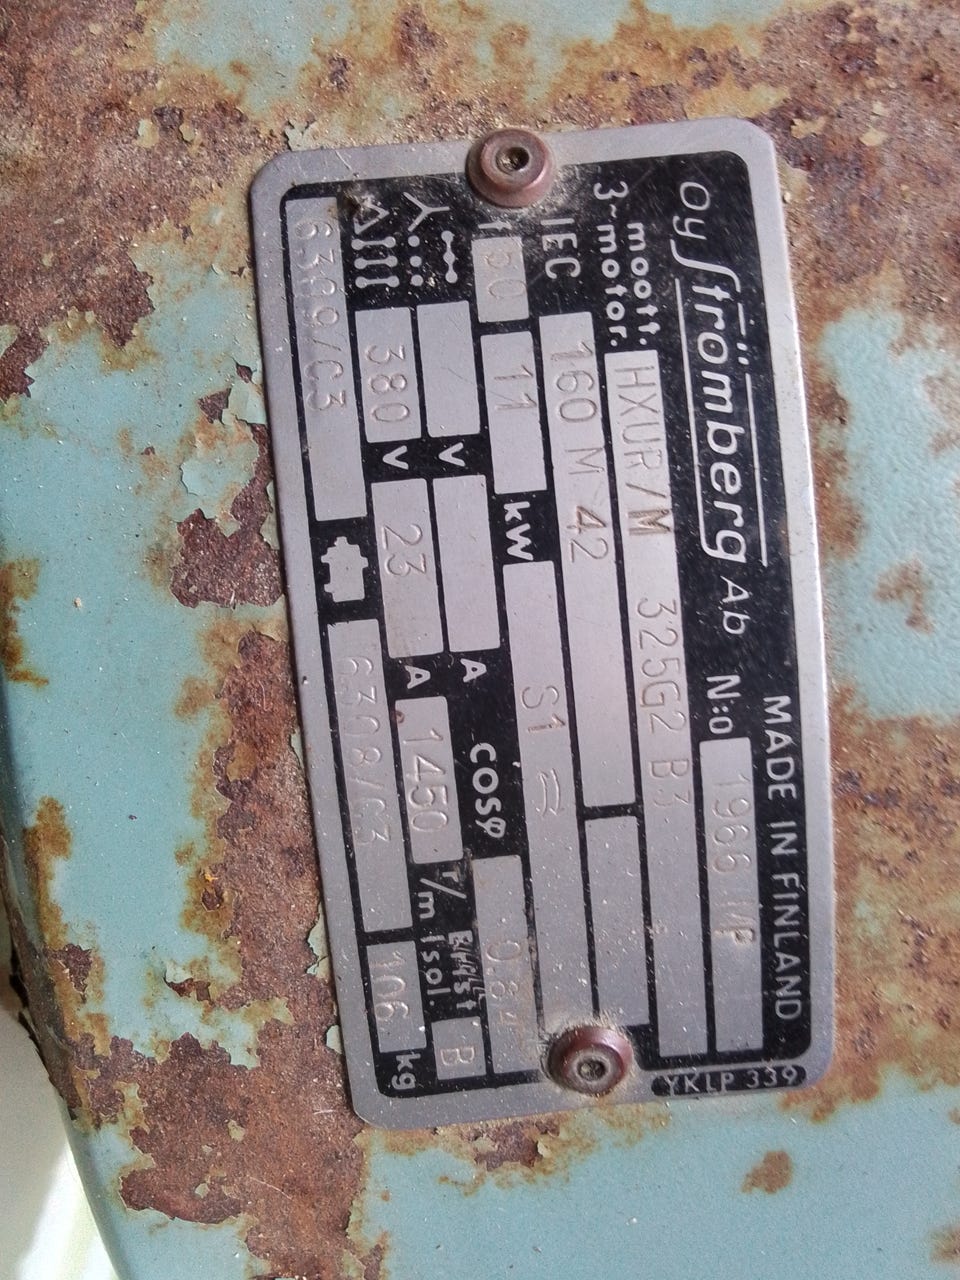 MADE IN FINLAND
Oy Strömberg Ab N:o 1966 MP
moott. 3~motor. HXUR/M 325G2 B3
IEC 160 M 42
f 50 11 kW S1
V A cosφ 0.84
380 V 23 A 1450 r/m Isol. B
6309/C3 6308/C3 106 kg
YKLP 339